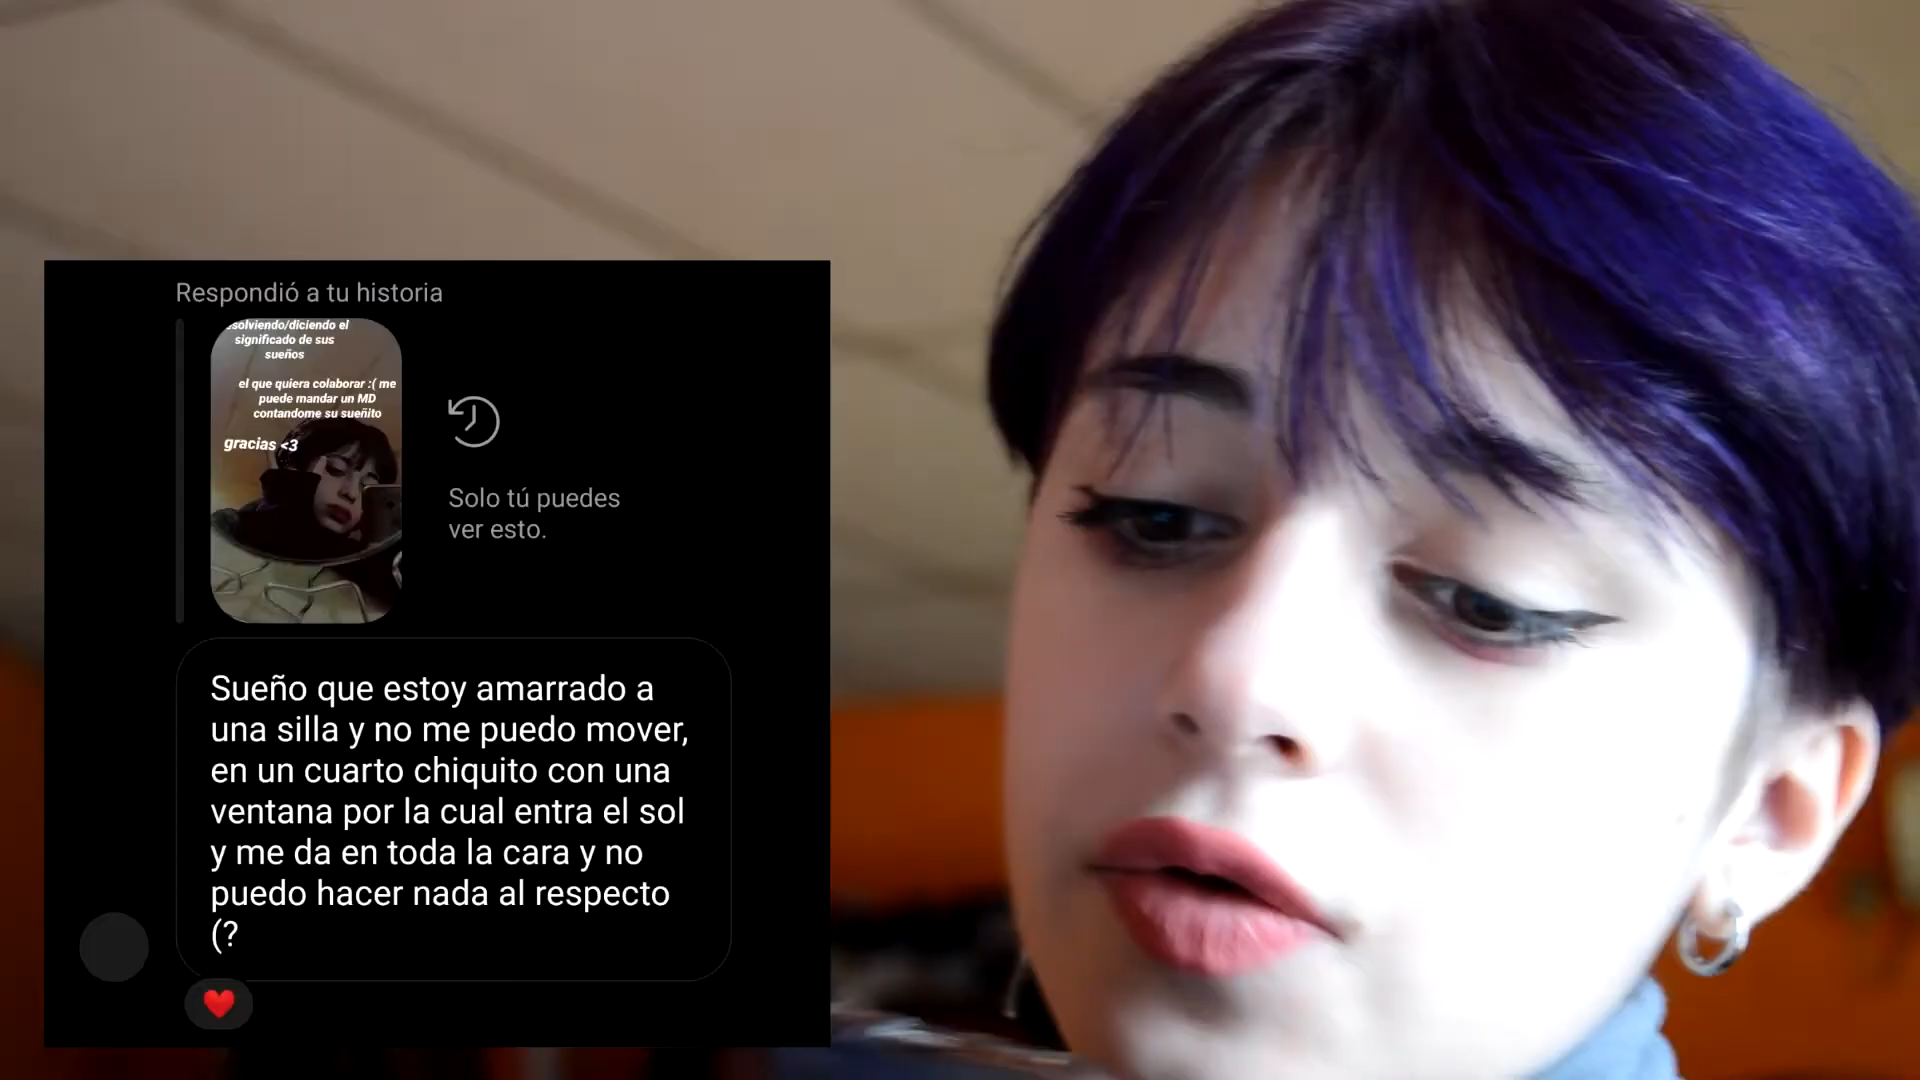 Respondió a tu historia
solviendo/diciendo el
significado de sus
sueños
el que quiera colaborar :( me
puede mandar un MD
contandome su sueñito
gracias <3
Solo tú puedes
ver esto.
Sueño que estoy amarrado a
una silla y no me puedo mover,
en un cuarto chiquito con una
ventana por la cual entra el sol
y me da en toda la cara y no
puedo hacer nada al respecto
(?